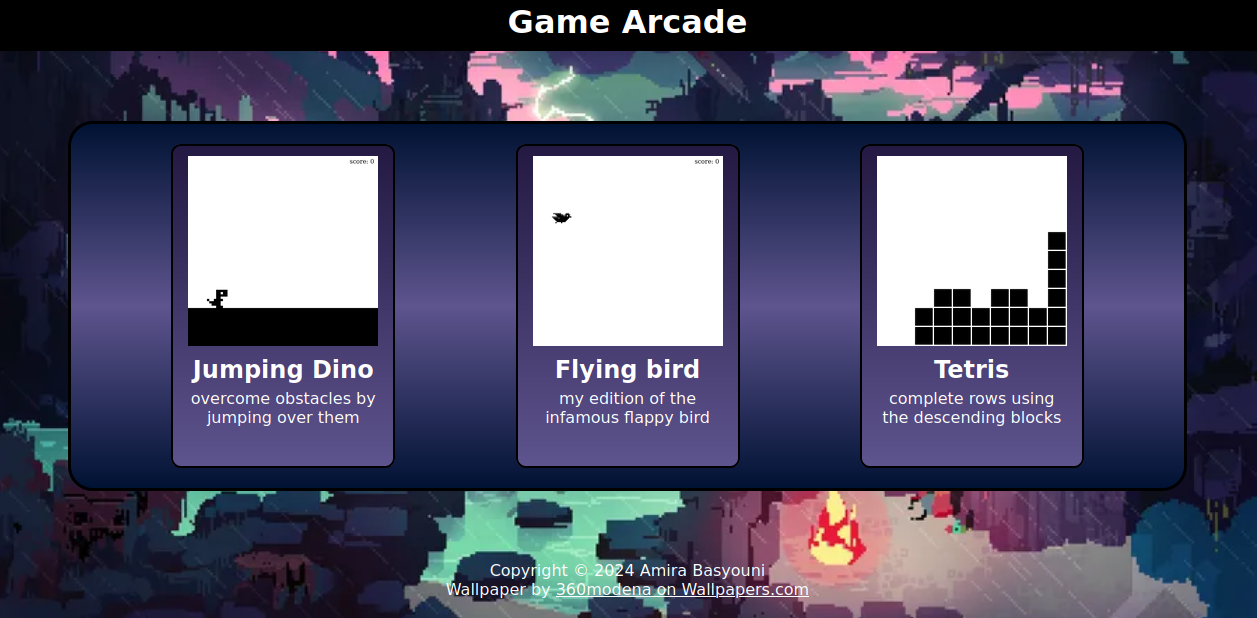 Game Arcade
score: 0
score: 0
Jumping Dino
overcome obstacles by
jumping over them
Flying bird
my edition of the
infamous flappy bird
Tetris
complete rows using
the descending blocks
Copyright © 2024 Amira Basyouni
Wallpaper by 360modena on Wallpapers.com